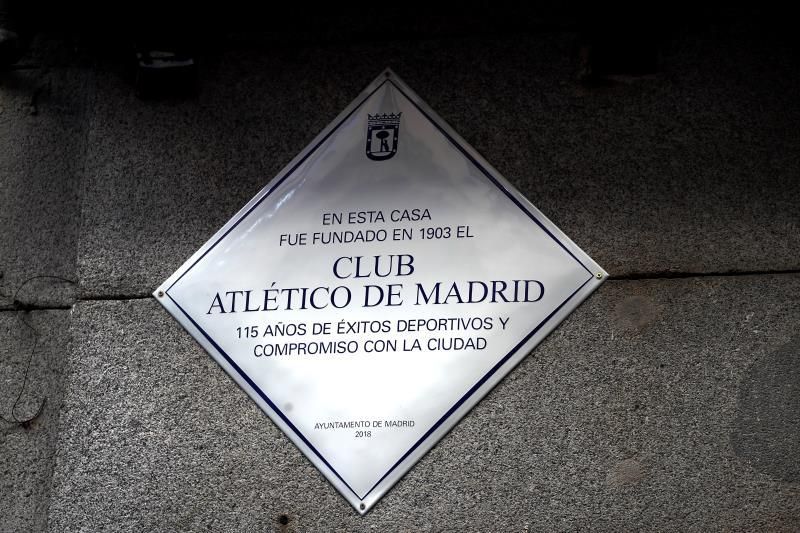 EN ESTA CASA
FUE FUNDADO EN 1903 EL
CLUB
ATLÉTICO DE MADRID
115 AÑOS DE ÉXITOS DEPORTIVOS Y
COMPROMISO CON LA CIUDAD
AYUNTAMENTO DE MADRID
2018